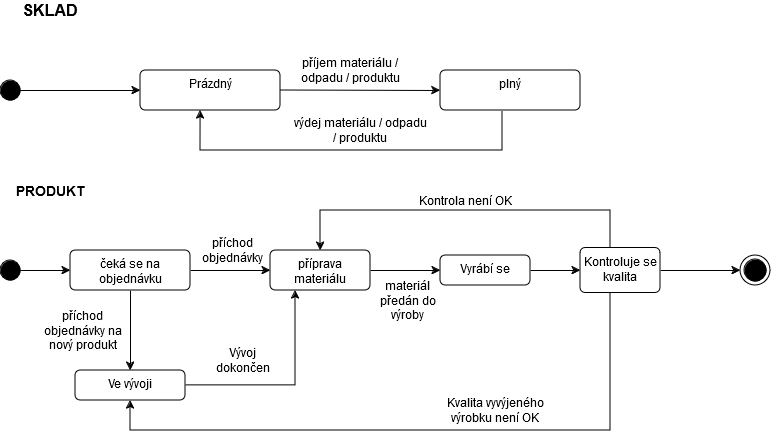 SKLAD
příjem materiálu /
odpadu / produktu
Prázdný
plný
výdej materiálu / odpadu
/ produktu
PRODUKT
Kontrola není OK
příchod
objednávky
čeká se na
objednávku
příprava
materiálu
Vyrábí se
Kontroluje se
kvalita
materiál
předán do
výroby
příchod
objednávky na
nový produkt
Vývoj
dokončen
Ve vývoji
Kvalita vyvýjeného
výrobku není OK